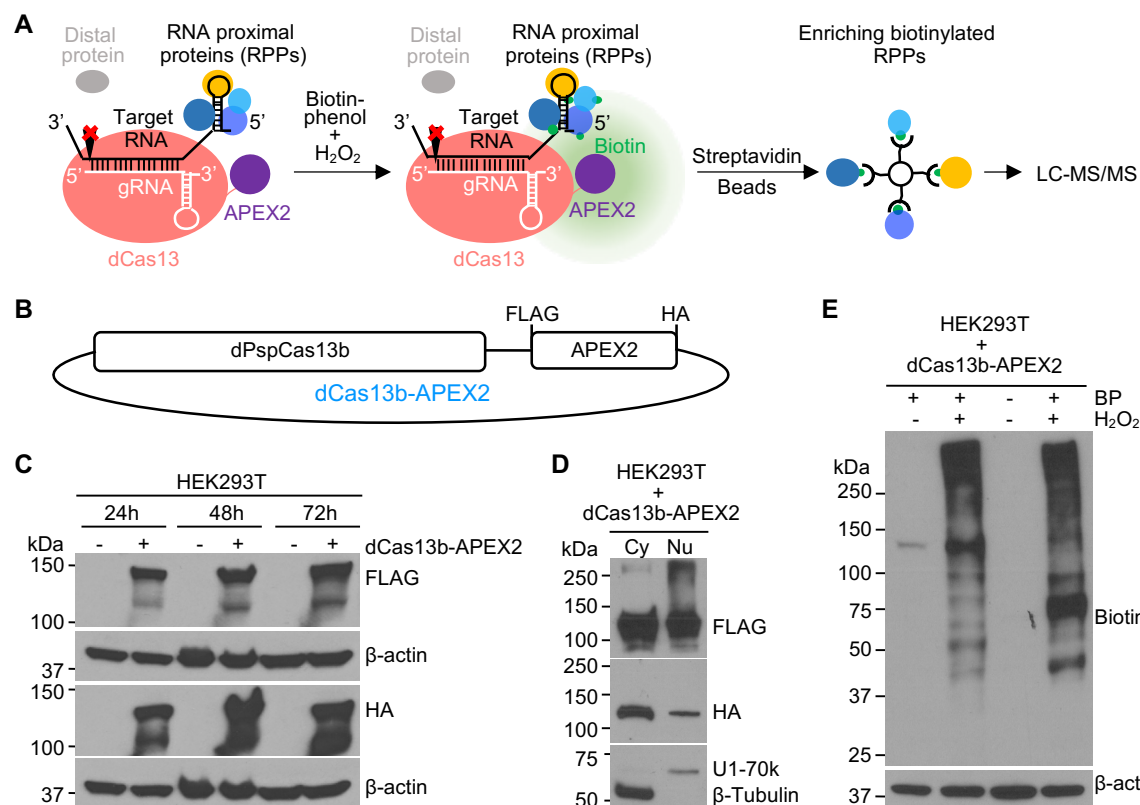 A
Distal
protein
RNA proximal
proteins (RPPs)
3’
Target
RNA
5’
5’
gRNA
3’
APEX2
dCas13
Biotin-
phenol
+
H₂O₂
Distal
protein
RNA proximal
proteins (RPPs)
3’
Target
RNA
5’
Biotin
5’
gRNA
3’
APEX2
dCas13
Streptavidin
Beads
Enriching biotinylated
RPPs
LC-MS/MS
B
FLAG
HA
dPspCas13b
APEX2
dCas13b-APEX2
C
HEK293T
24h 48h 72h
kDa - + - + - + dCas13b-APEX2
150
FLAG
100
β-actin
37
150
HA
100
β-actin
37
D
HEK293T
+
dCas13b-APEX2
kDa Cy Nu
250
150
FLAG
100
250
150
HA
100
75
U1-70k
β-Tubulin
50
E
HEK293T
+
dCas13b-APEX2
+ + - + BP
- + - + H₂O₂
kDa
250
150
100
75
Biotin
50
37
25
β-act
37